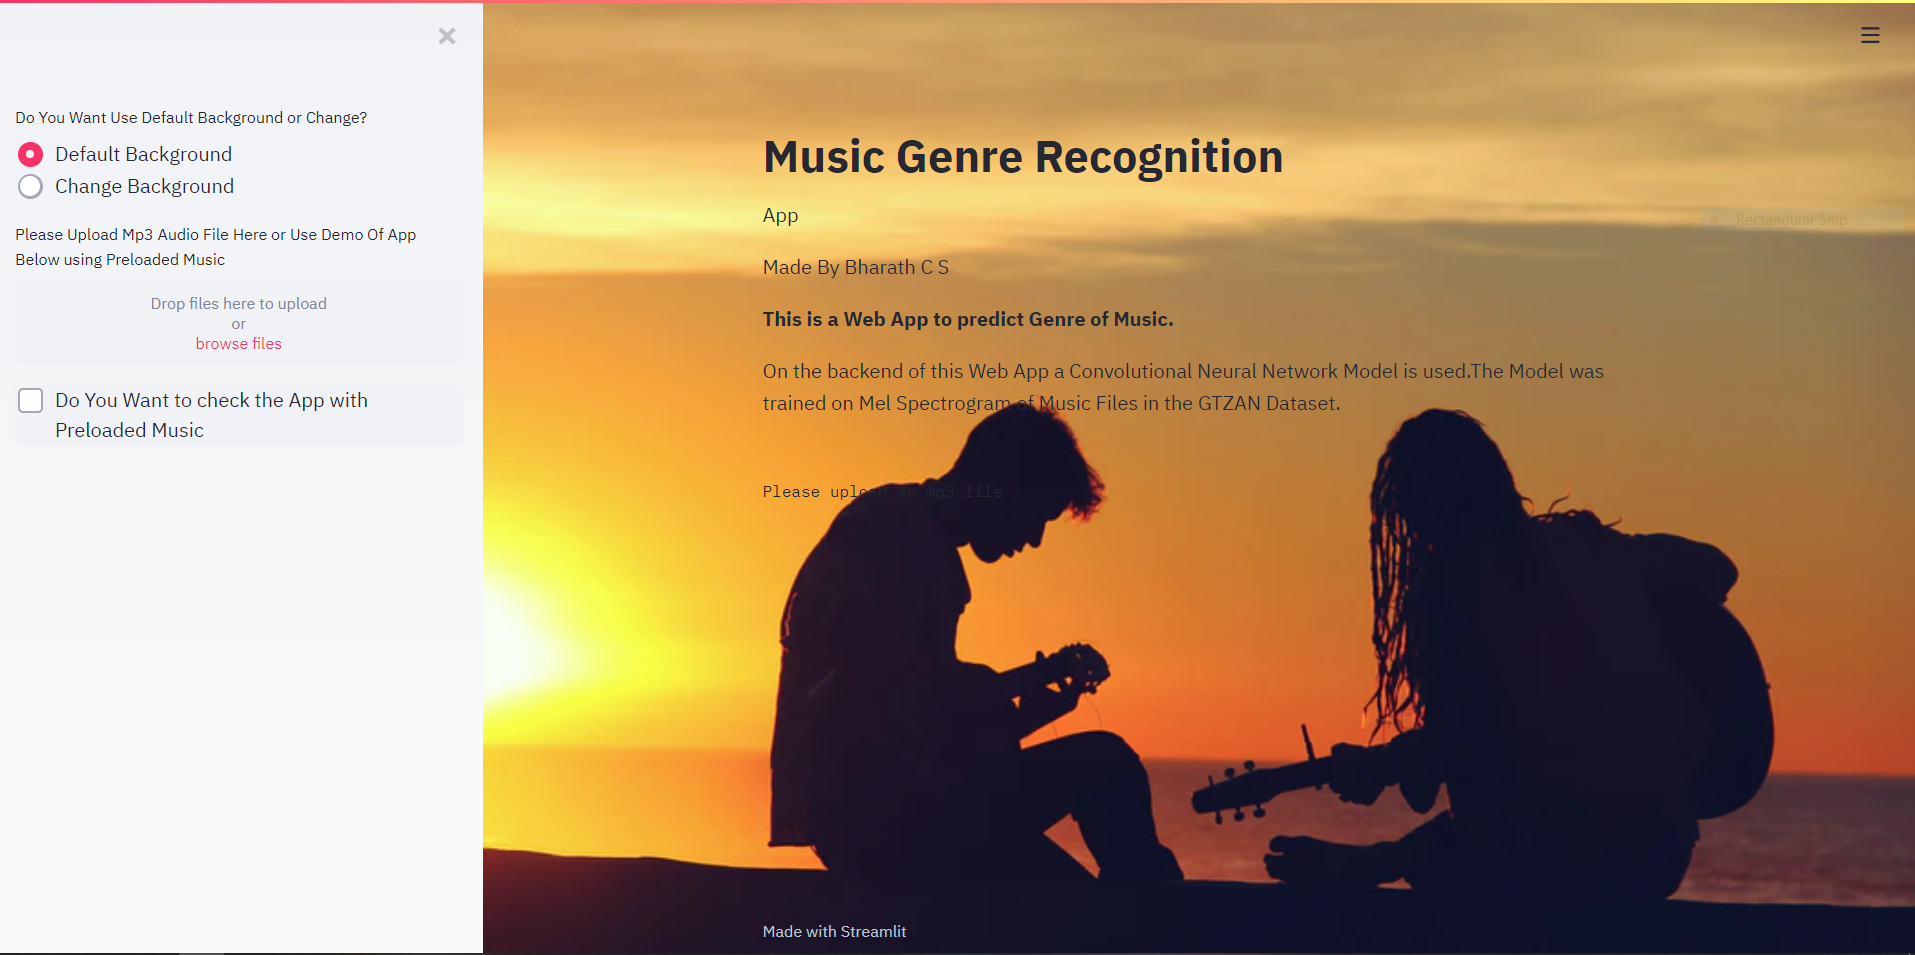 Do You Want Use Default Background or Change?
Default Background
Change Background
Please Upload Mp3 Audio File Here or Use Demo Of App
Below using Preloaded Music
Drop files here to upload
or
browse files
Do You Want to check the App with
Preloaded Music
Music Genre Recognition
App
Made By Bharath C S
This is a Web App to predict Genre of Music.
On the backend of this Web App a Convolutional Neural Network Model is used.The Model was
trained on Mel Spectrogram of Music Files in the GTZAN Dataset.
Please upload an mp3 file
Rectangular Snip
Made with Streamlit